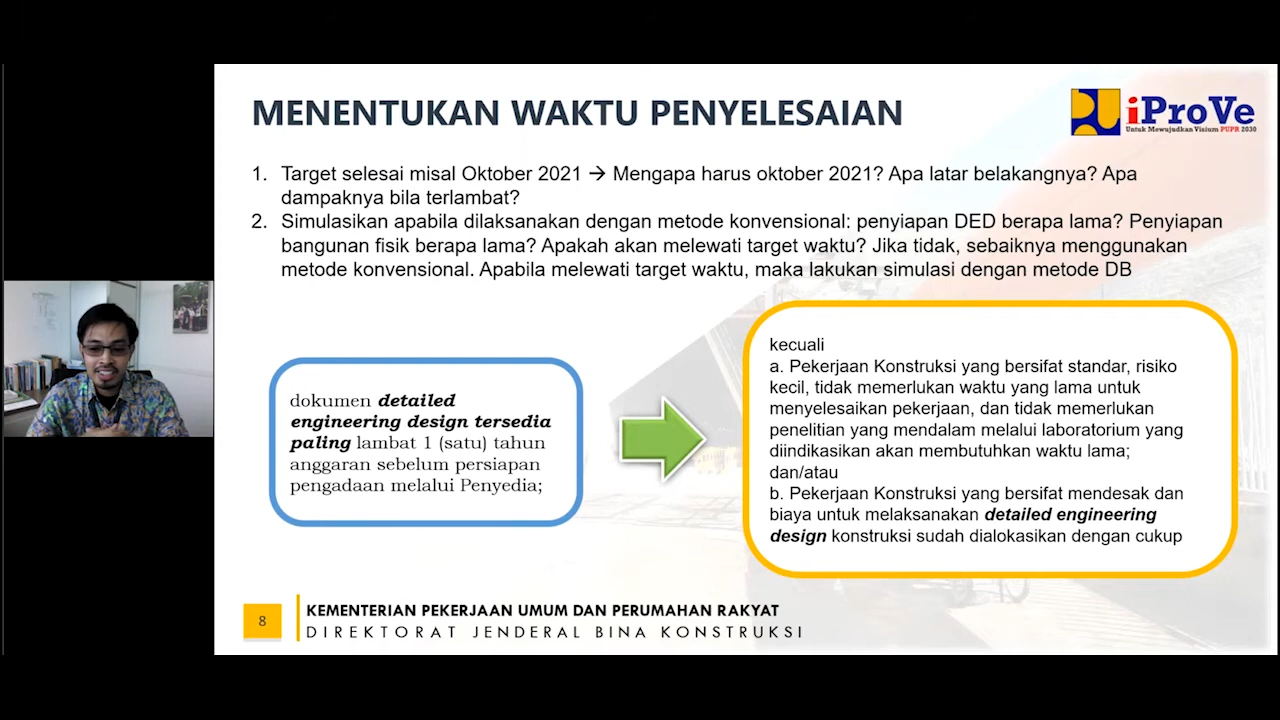 MENENTUKAN WAKTU PENYELESAIAN
iProVe
Untuk Mewujudkan Visium PUPR 2030
1. Target selesai misal Oktober 2021 → Mengapa harus oktober 2021? Apa latar belakangnya? Apa
dampaknya bila terlambat?
2. Simulasikan apabila dilaksanakan dengan metode konvensional: penyiapan DED berapa lama? Penyiapan
bangunan fisik berapa lama? Apakah akan melewati target waktu? Jika tidak, sebaiknya menggunakan
metode konvensional. Apabila melewati target waktu, maka lakukan simulasi dengan metode DB
dokumen detailed
engineering design tersedia
paling lambat 1 (satu) tahun
anggaran sebelum persiapan
pengadaan melalui Penyedia;
kecuali
a. Pekerjaan Konstruksi yang bersifat standar, risiko
kecil, tidak memerlukan waktu yang lama untuk
menyelesaikan pekerjaan, dan tidak memerlukan
penelitian yang mendalam melalui laboratorium yang
diindikasikan akan membutuhkan waktu lama;
dan/atau
b. Pekerjaan Konstruksi yang bersifat mendesak dan
biaya untuk melaksanakan detailed engineering
design konstruksi sudah dialokasikan dengan cukup
8
KEMENTERIAN PEKERJAAN UMUM DAN PERUMAHAN RAKYAT
DIREKTORAT JENDERAL BINA KONSTRUKSI